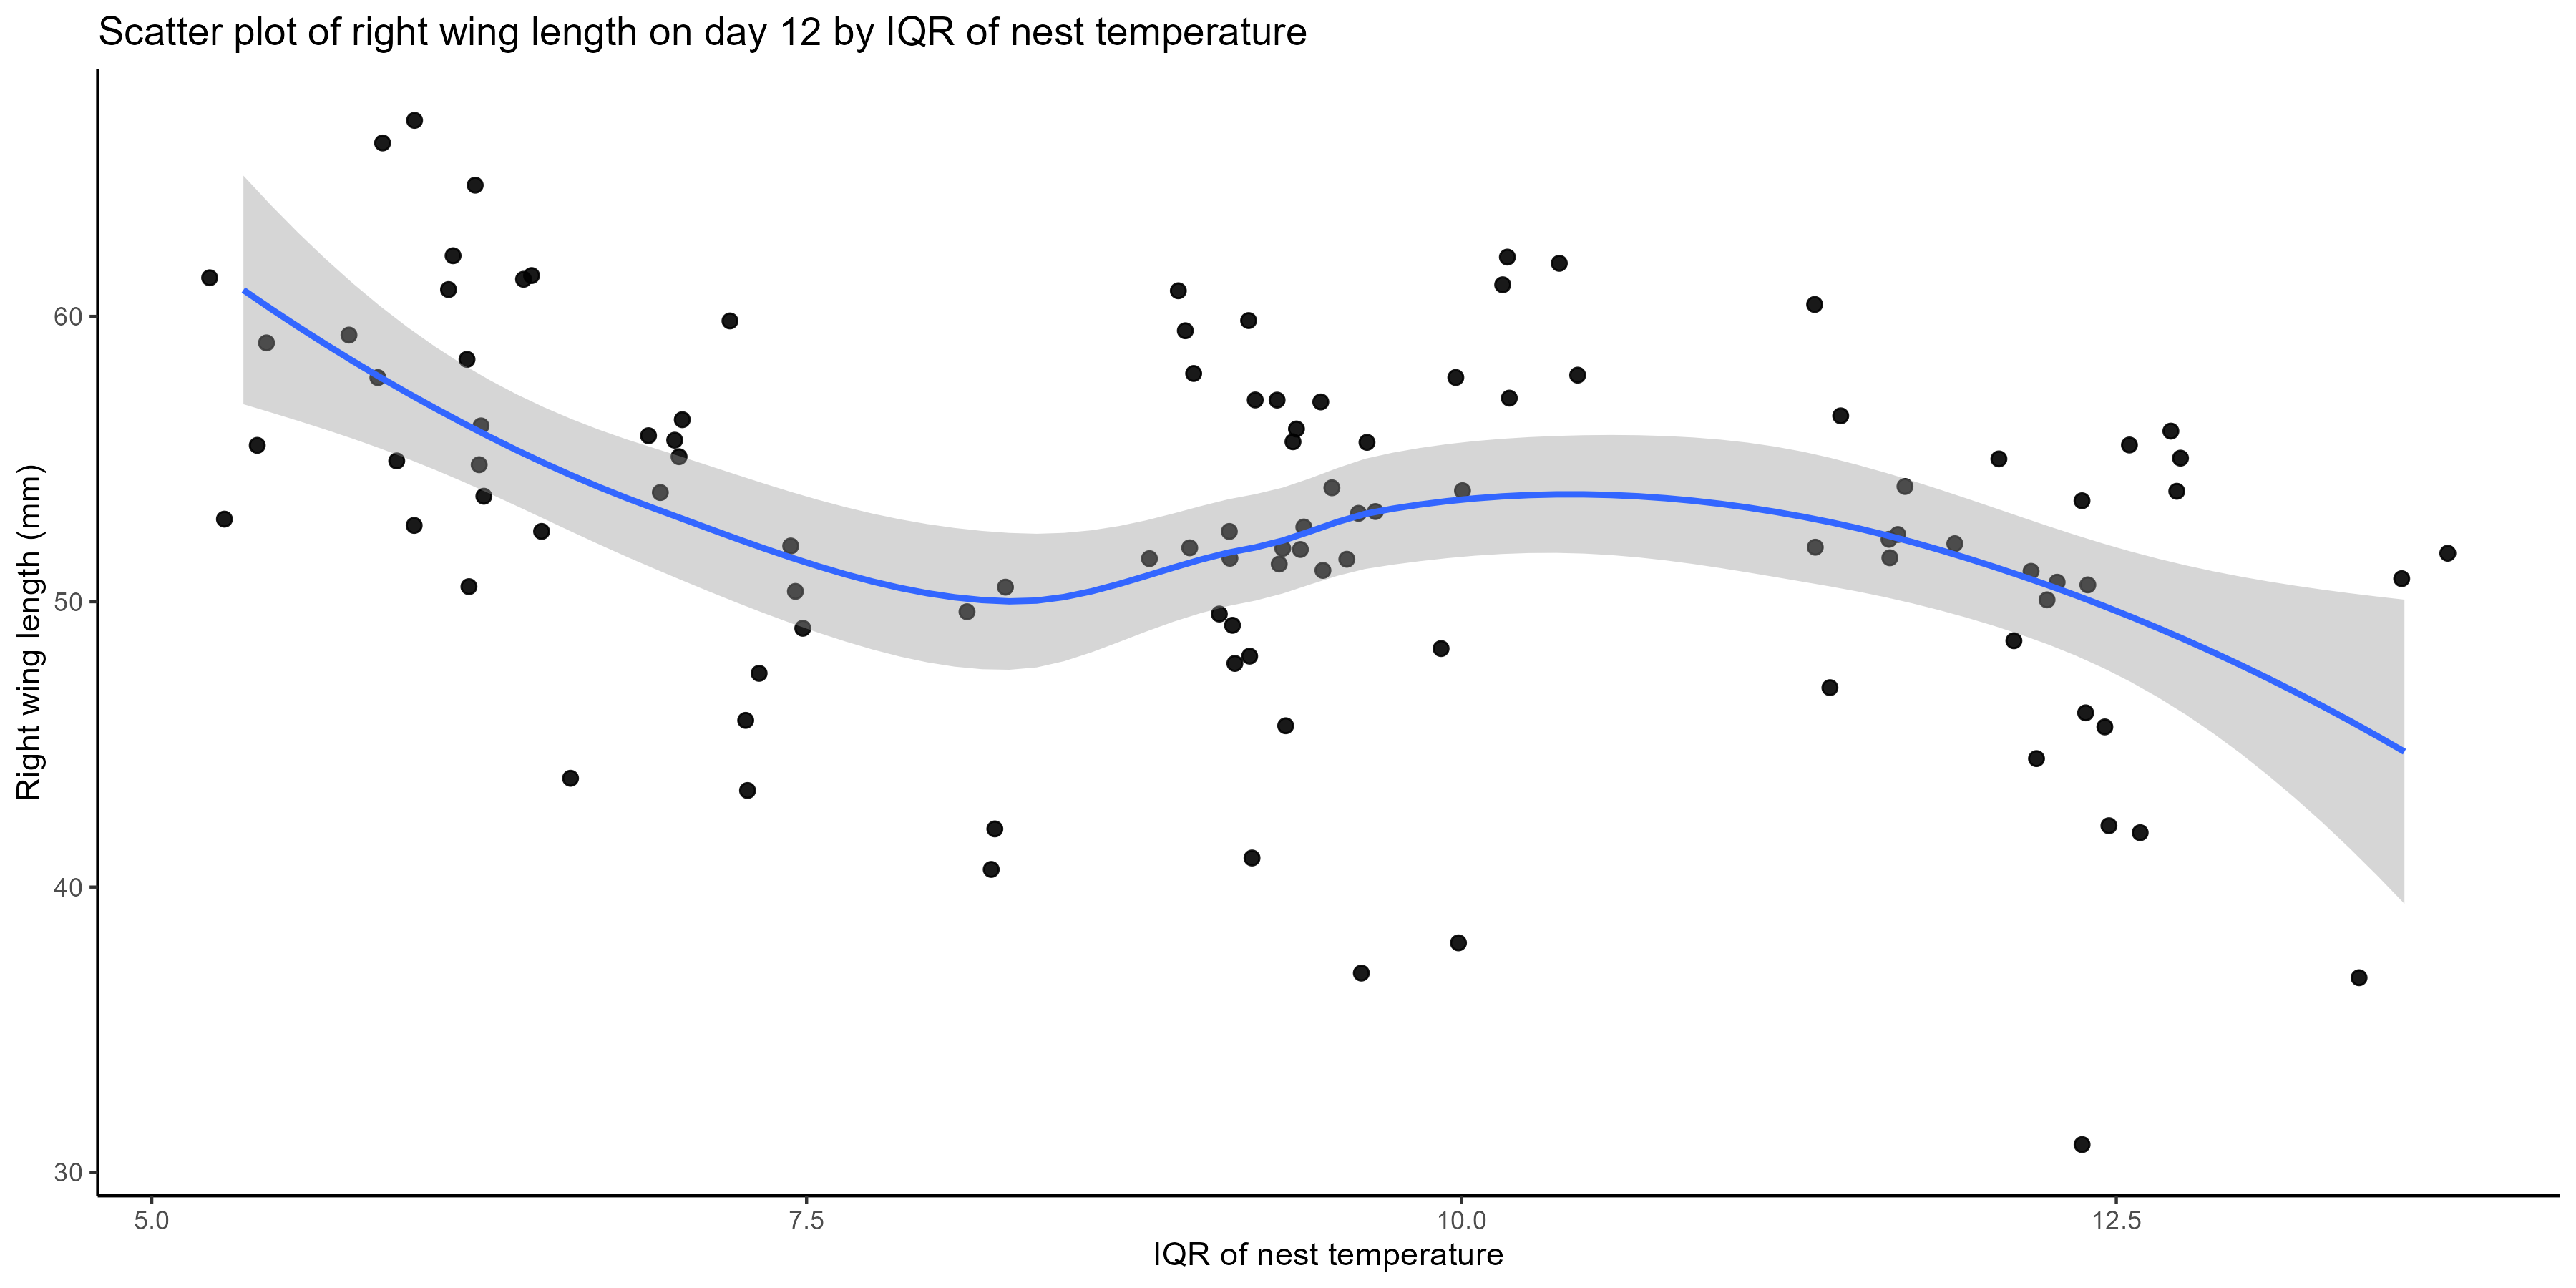 Scatter plot of right wing length on day 12 by IQR of nest temperature
Right wing length (mm)
60
50
40
30
5.0
7.5
10.0
12.5
IQR of nest temperature